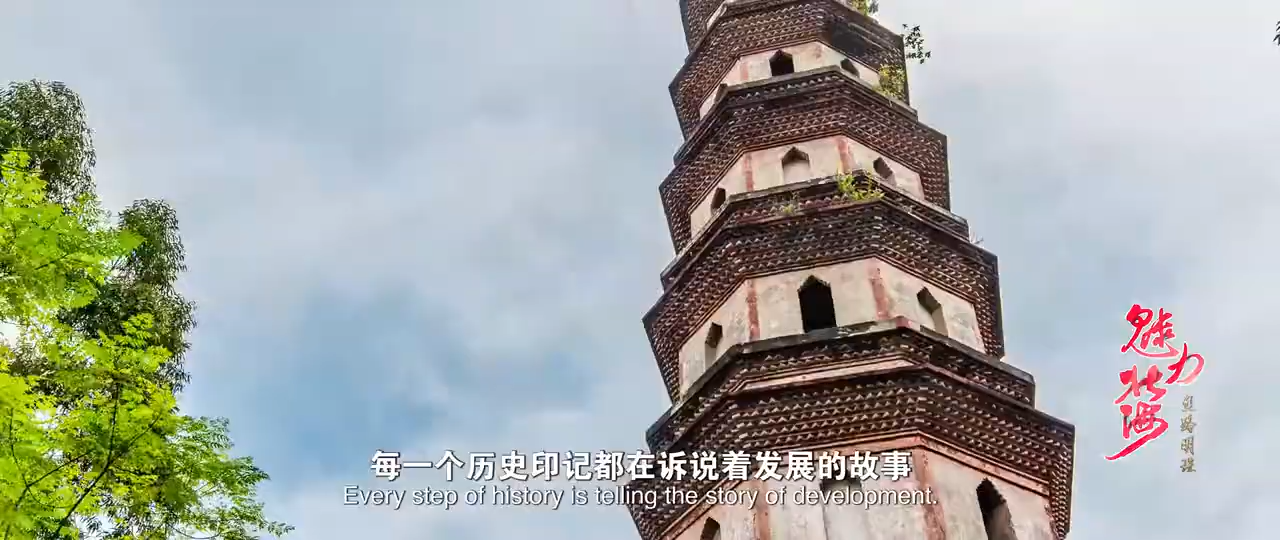 魅力
北海
每一个历史印记都在诉说着发展的故事
Every step of history is telling the story of development.